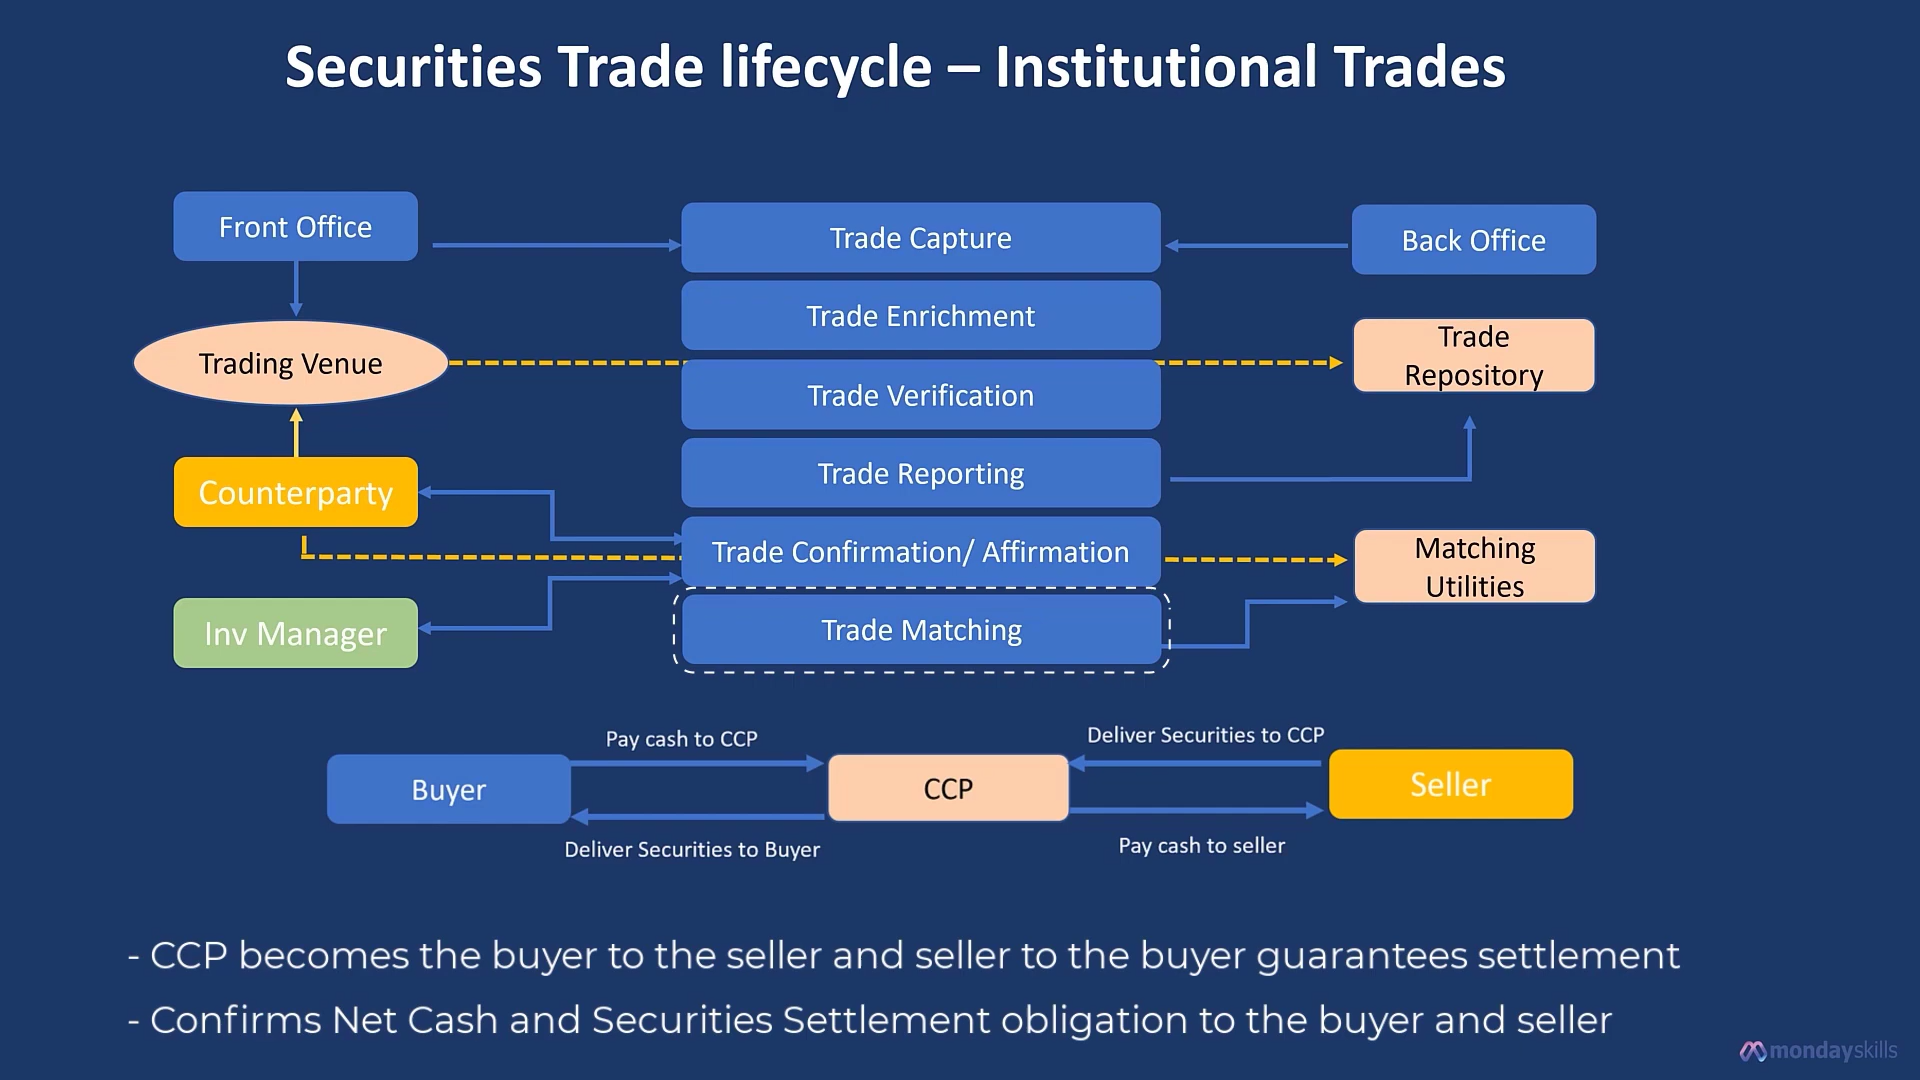 Securities Trade lifecycle – Institutional Trades
Front Office
Trade Capture
Back Office
Trade Enrichment
Trading Venue
Trade
Repository
Trade Verification
Trade Reporting
Counterparty
Trade Confirmation/ Affirmation
Matching
Utilities
Inv Manager
Trade Matching
Pay cash to CCP
Deliver Securities to CCP
Buyer
CCP
Seller
Deliver Securities to Buyer
Pay cash to seller
- CCP becomes the buyer to the seller and seller to the buyer guarantees settlement
- Confirms Net Cash and Securities Settlement obligation to the buyer and seller
mondayskills